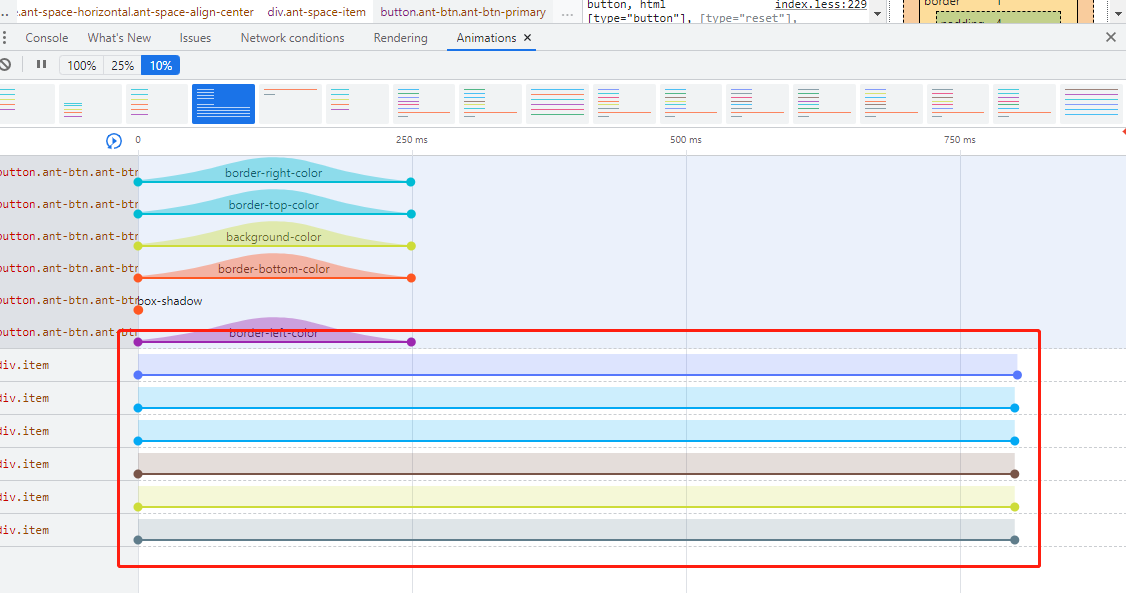 .ant-space-horizontal.ant-space-align-center div.ant-space-item button.ant-btn.ant-btn-primary ...
button, html index.less:229
[type="button"], [type="reset"],
border 1
padding 4
Console What's New Issues Network conditions Rendering Animations ×
100% 25% 10%
0 250 ms 500 ms 750 ms
button.ant-btn.ant-btn border-right-color
button.ant-btn.ant-btn border-top-color
button.ant-btn.ant-btn background-color
button.ant-btn.ant-btn border-bottom-color
button.ant-btn.ant-btn box-shadow
button.ant-btn.ant-btn border-left-color
div.item
div.item
div.item
div.item
div.item
div.item